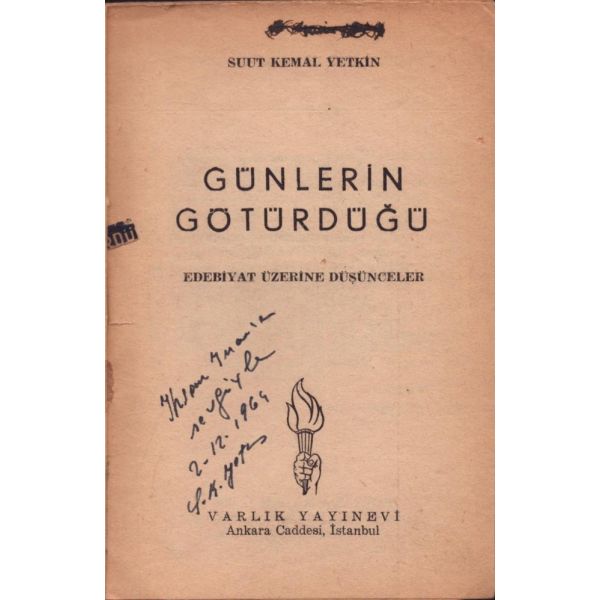 SUUT KEMAL YETKİN
GÜNLERİN
GÖTÜRDÜĞÜ
EDEBİYAT ÜZERİNE DÜŞÜNCELER
sevgiyle
2-12-1964
S. K. Yetkin
VARLIK YAYINEVİ
Ankara Caddesi, İstanbul